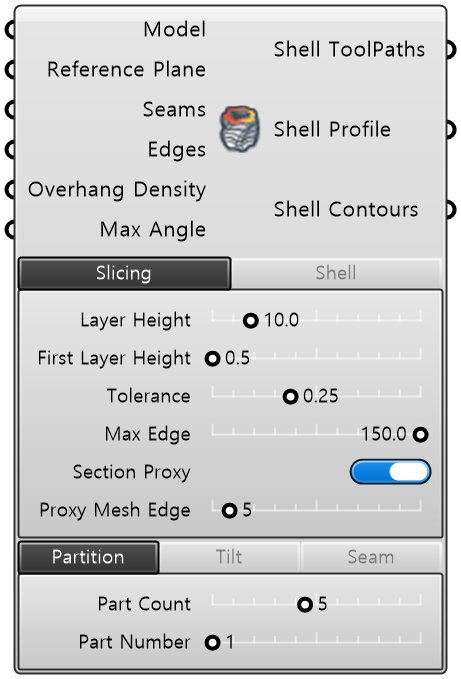 Model
Shell ToolPaths
Reference Plane
Seams
Shell Profile
Edges
Overhang Density
Shell Contours
Max Angle
Slicing Shell
Layer Height 10.0
First Layer Height 0.5
Tolerance 0.25
Max Edge 150.0
Section Proxy
Proxy Mesh Edge 5
Partition Tilt Seam
Part Count 5
Part Number 1